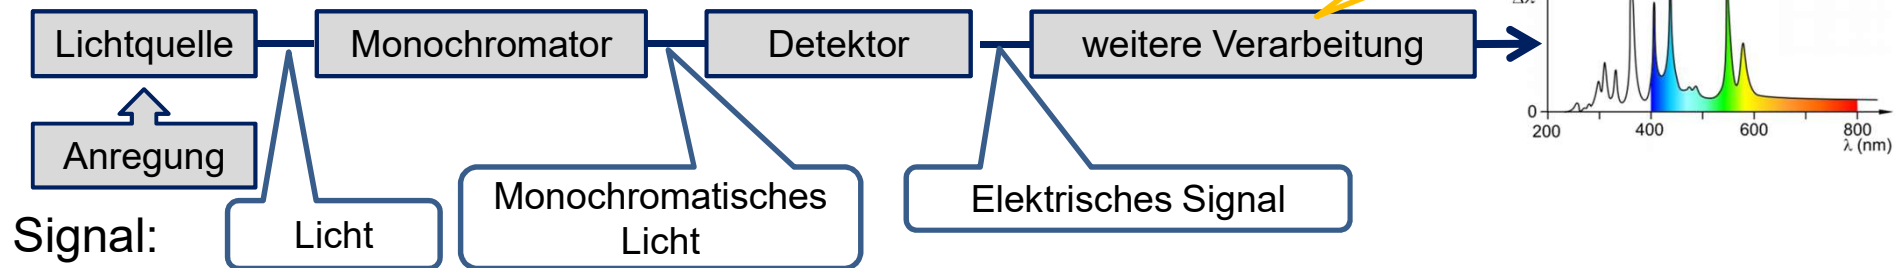 Lichtquelle
Monochromator
Detektor
weitere Verarbeitung
Anregung
Signal:
Licht
Monochromatisches
Licht
Elektrisches Signal
0
200
400
600
800
λ (nm)